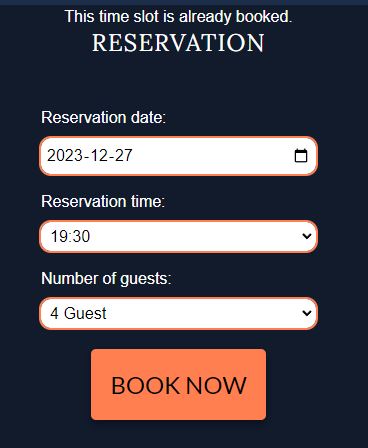 This time slot is already booked.
RESERVATION
Reservation date:
2023-12-27
Reservation time:
19:30
Number of guests:
4 Guest
BOOK NOW